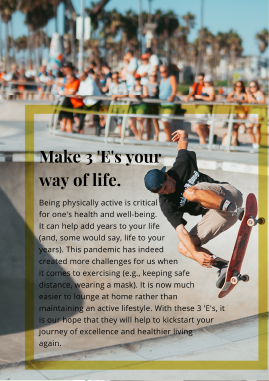 Make 3 'E's your
way of life.
Being physically active is critical
for one's health and well-being.
It can help add years to your life
(and, some would say, life to your
years). This pandemic has indeed
created more challenges for us when
it comes to exercising (e.g., keeping safe
distance, wearing a mask). It is now much
easier to lounge at home rather than
maintaining an active lifestyle. With these 3 'E's, it
is our hope that they will help to kickstart your
journey of excellence and healthier living
again.